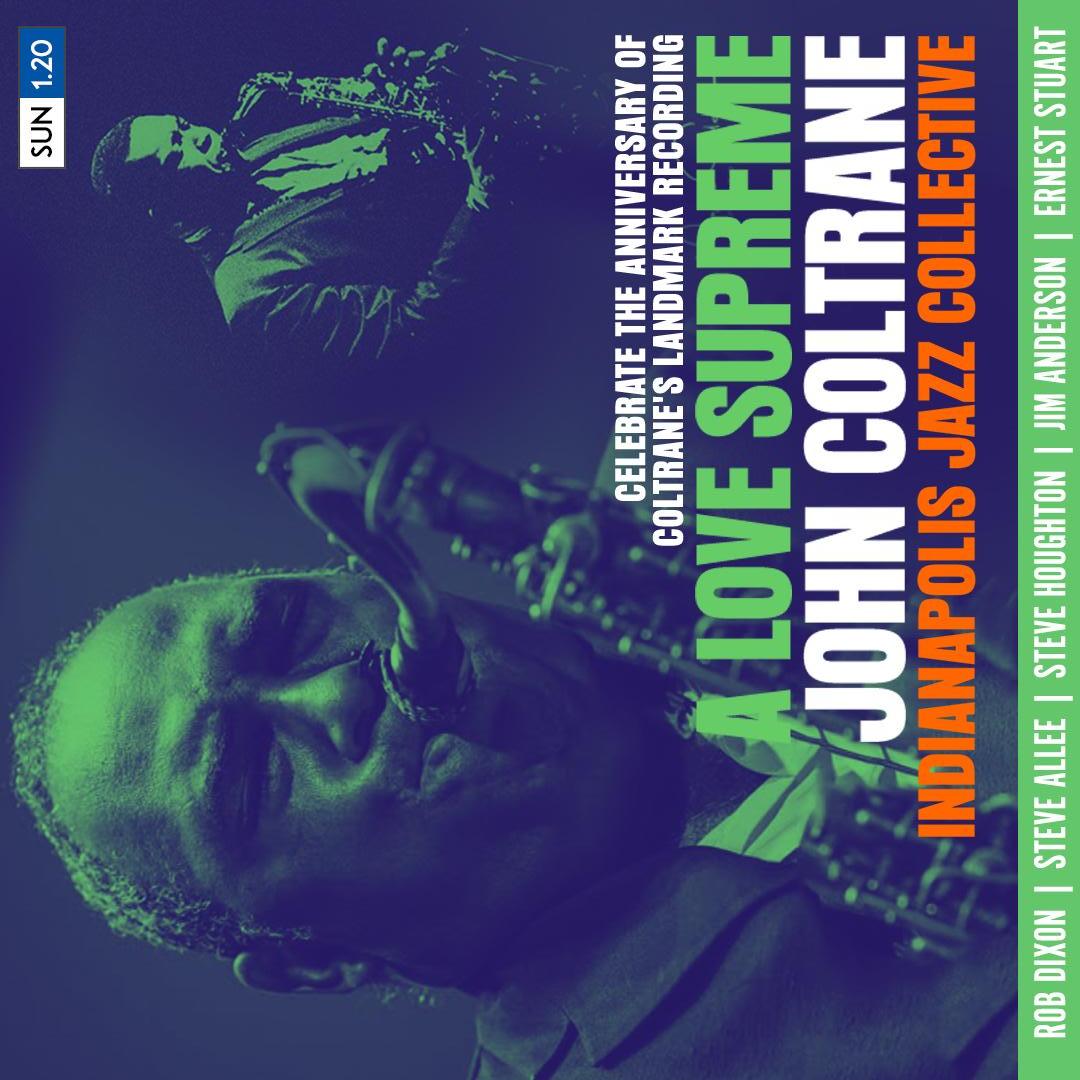 SUN 1.20
CELEBRATE THE ANNIVERSARY OF
COLTRANE'S LANDMARK RECORDING
A LOVE SUPREME
JOHN COLTRANE
INDIANAPOLIS JAZZ COLLECTIVE
ROB DIXON | STEVE ALLEE | STEVE HOUGHTON | JIM ANDERSON | ERNEST STUART